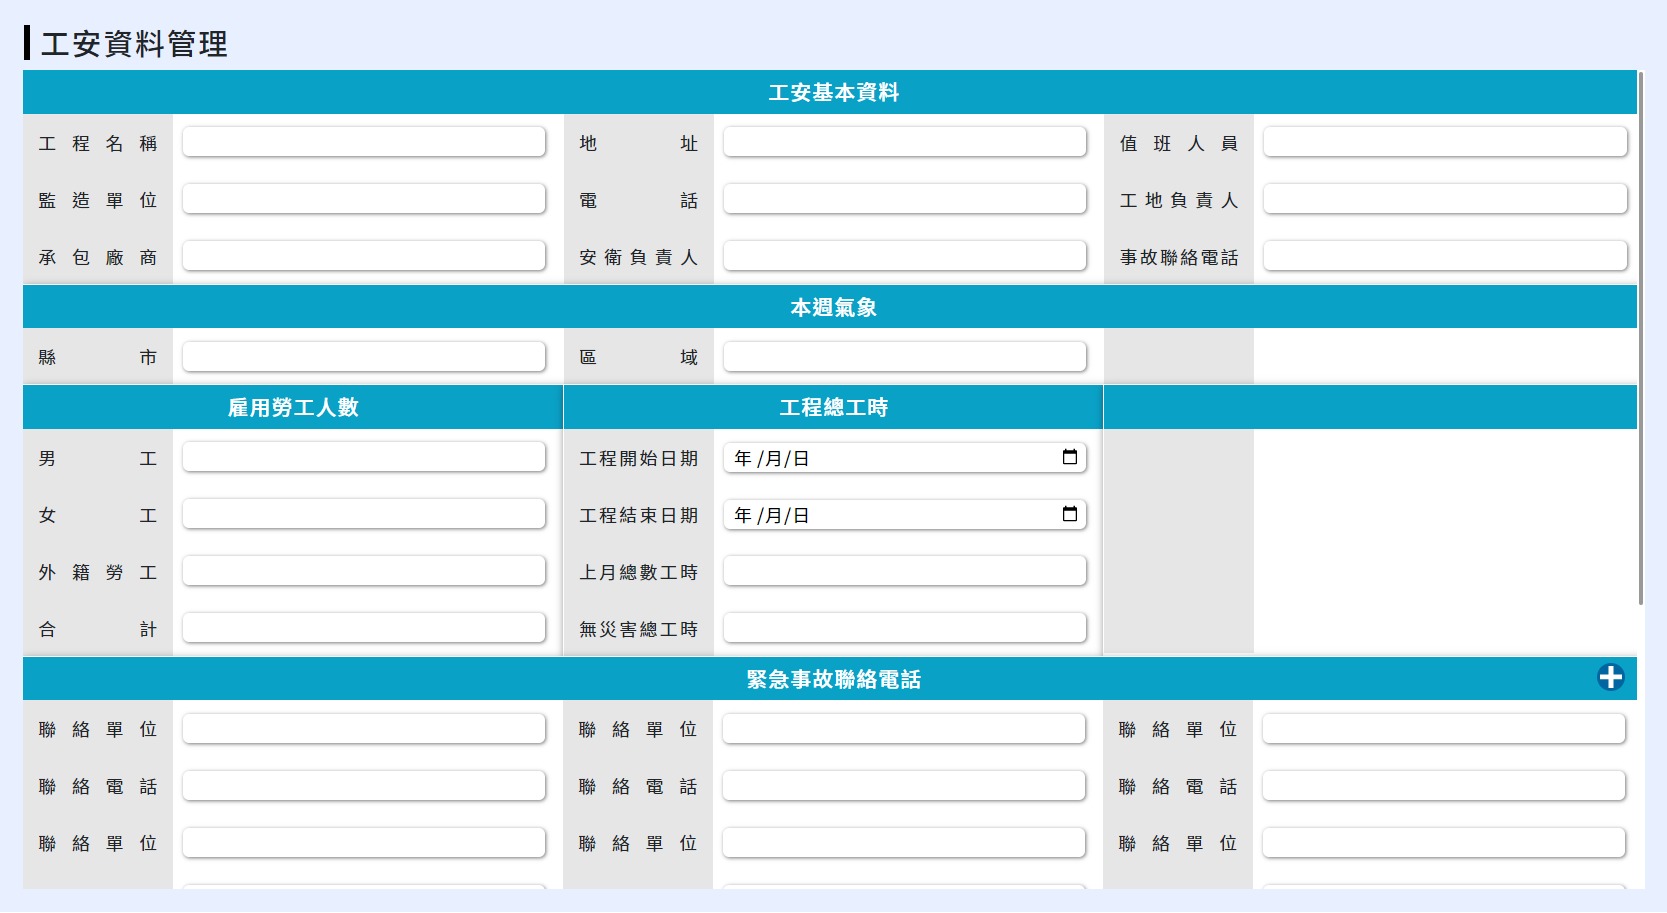 工安資料管理
工安基本資料
工程名稱 地址 值班人員
監造單位 電話 工地負責人
承包廠商 安衛負責人 事故聯絡電話
本週氣象
縣市 區域
雇用勞工人數 工程總工時
男工 工程開始日期 年 /月/日
女工 工程結束日期 年 /月/日
外籍勞工 上月總數工時
合計 無災害總工時
緊急事故聯絡電話
聯絡單位 聯絡單位 聯絡單位
聯絡電話 聯絡電話 聯絡電話
聯絡單位 聯絡單位 聯絡單位